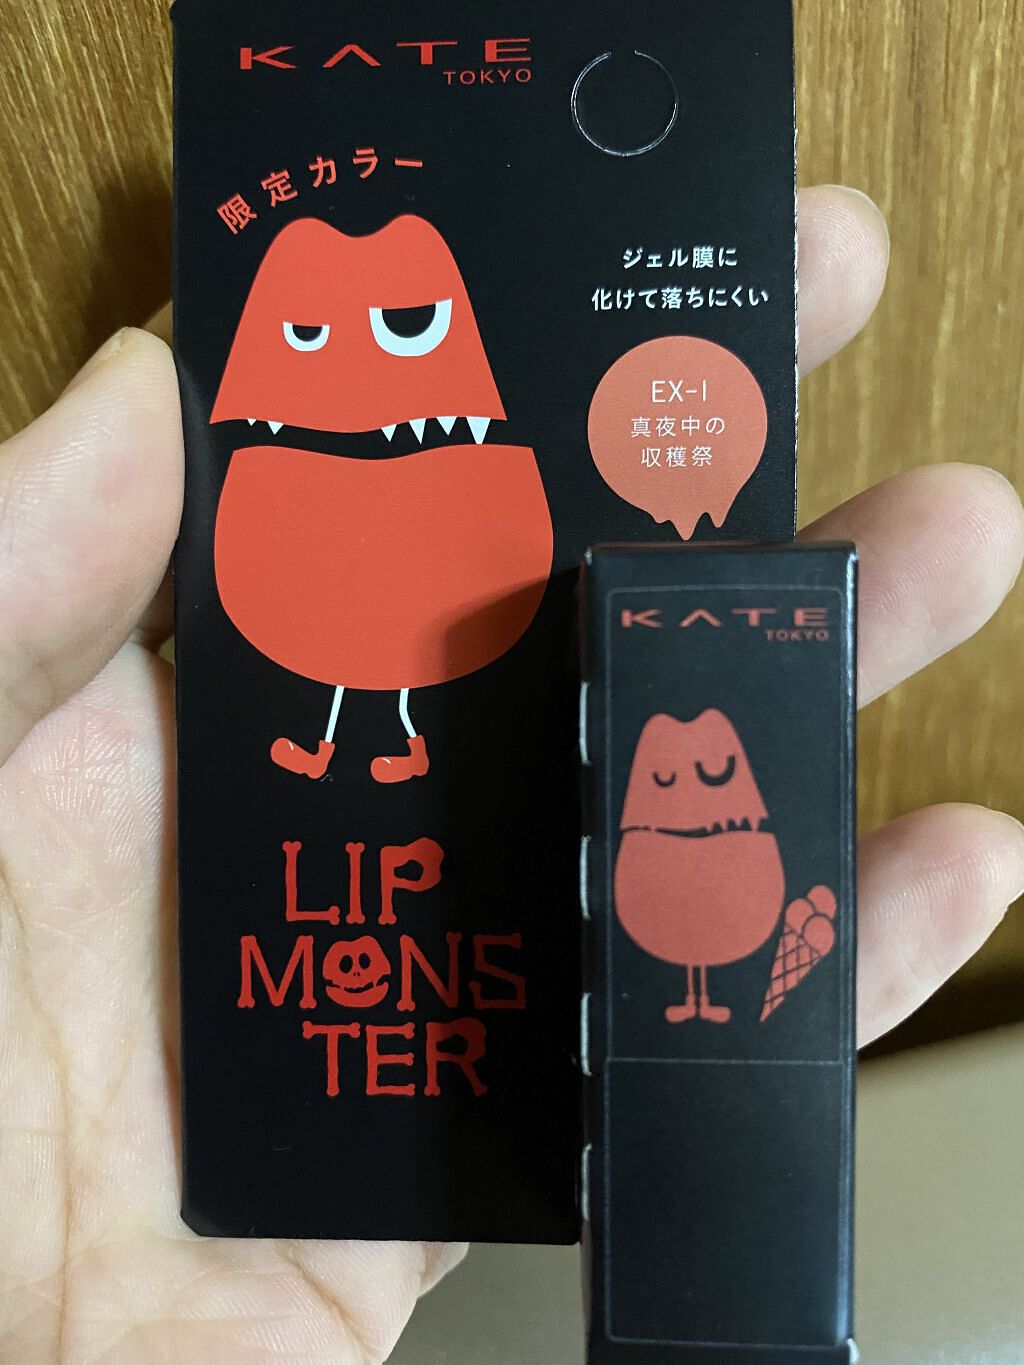 KATE
TOKYO
限定カラー
ジェル膜に
化けて落ちにくい
EX-1
真夜中の
収穫祭
LIP
MONS
TER
KATE
TOKYO